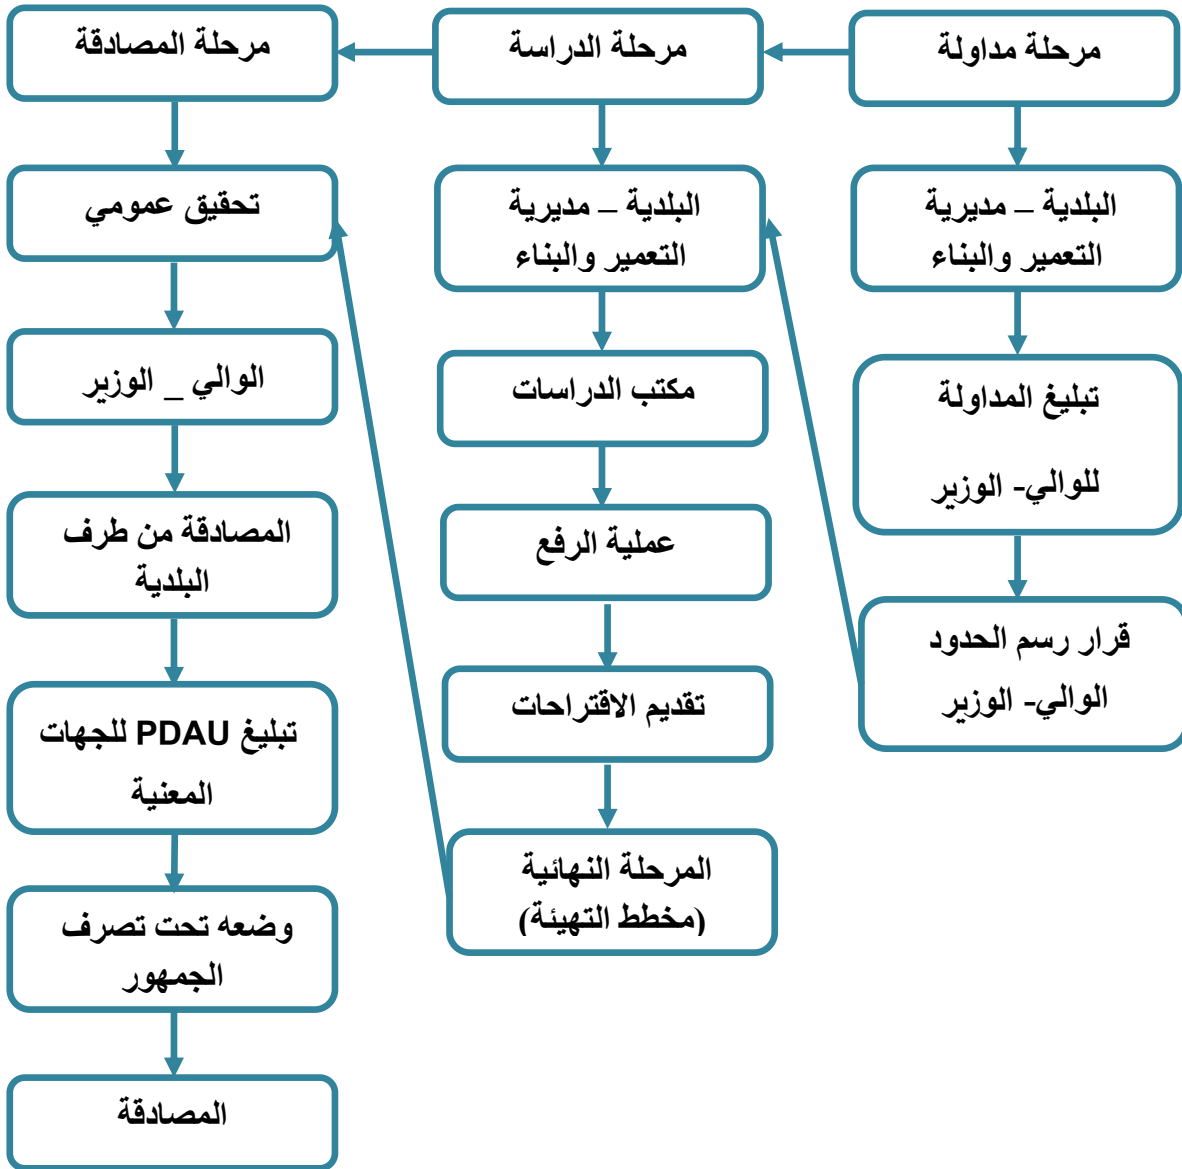 مرحلة مداولة
مرحلة الدراسة
مرحلة المصادقة
البلدية – مديرية
التعمير والبناء
تبليغ المداولة
للوالي- الوزير
قرار رسم الحدود
الوالي- الوزير
البلدية – مديرية
التعمير والبناء
مكتب الدراسات
عملية الرفع
تقديم الاقتراحات
المرحلة النهائية
(مخطط التهيئة)
تحقيق عمومي
الوالي _ الوزير
المصادقة من طرف
البلدية
تبليغ PDAU للجهات
المعنية
وضعه تحت تصرف
الجمهور
المصادقة